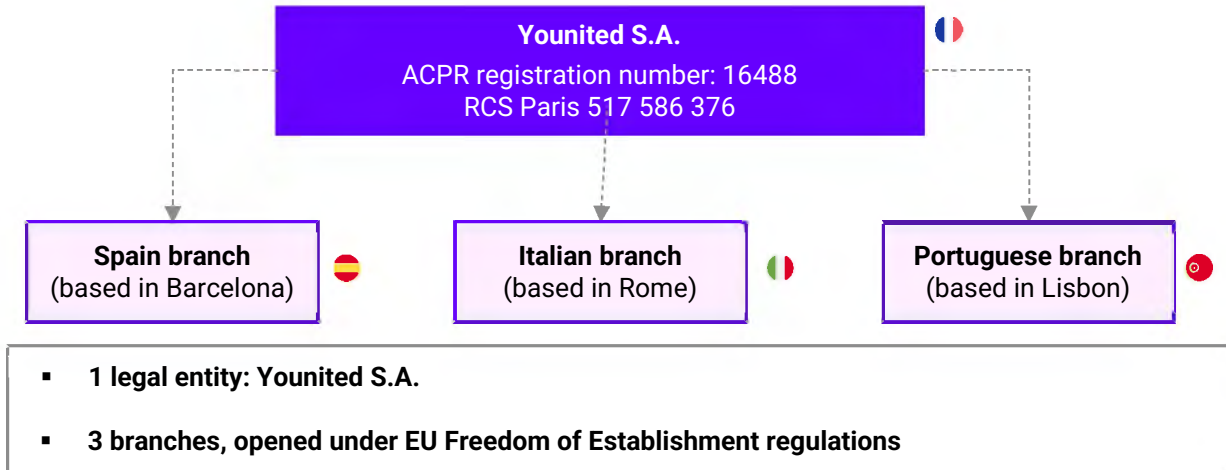 Younited S.A.
ACPR registration number: 16488
RCS Paris 517 586 376
Spain branch
(based in Barcelona)
Italian branch
(based in Rome)
Portuguese branch
(based in Lisbon)
▪ 1 legal entity: Younited S.A.
▪ 3 branches, opened under EU Freedom of Establishment regulations